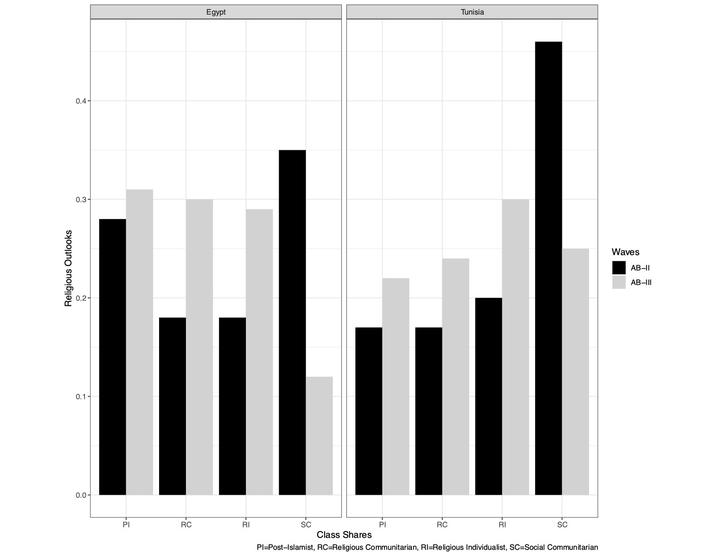 Egypt
Tunisia
Religious Outlooks
0.4
0.3
0.2
0.1
0.0
PI
RC
RI
SC
PI
RC
RI
SC
Class Shares
PI=Post−Islamist, RC=Religious Communitarian, RI=Religious Individualist, SC=Social Communitarian
Waves
AB−II
AB−III